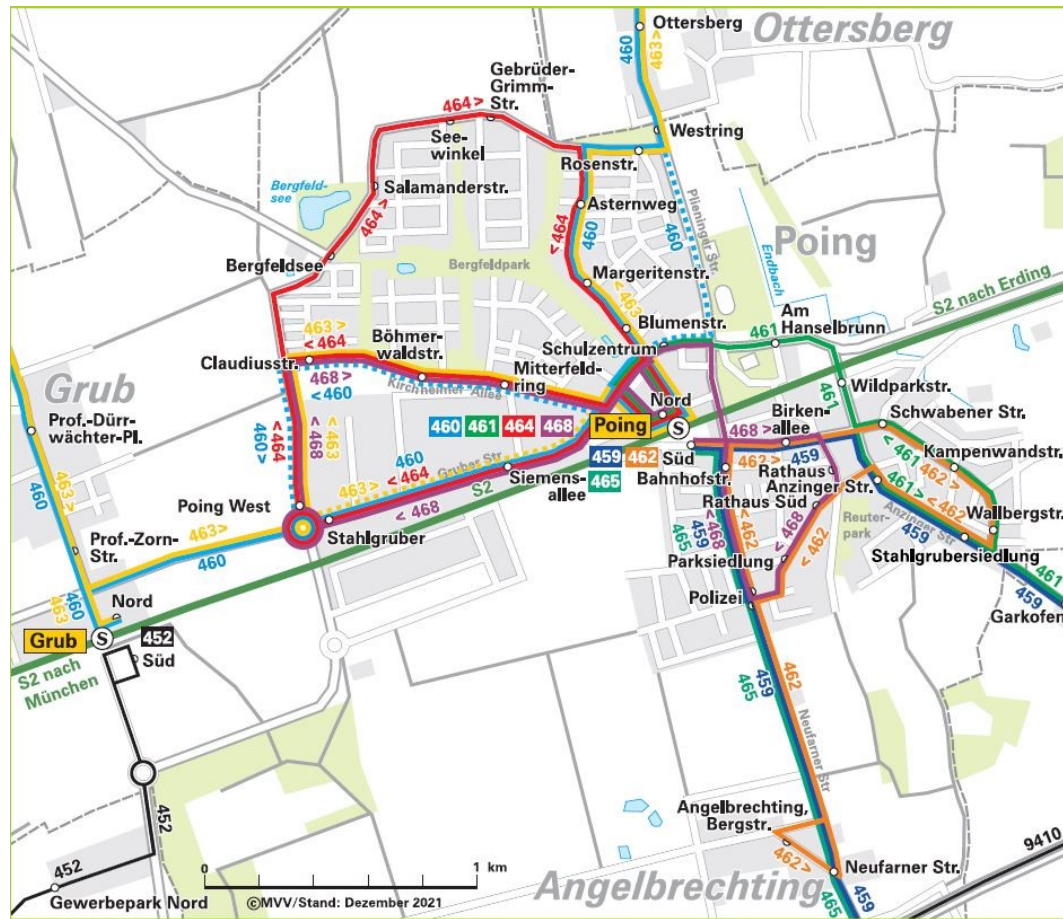 Ottersberg
Ottersberg
460
463>
Gebrüder-
Grimm-
Str.
464 >
See-
winkel
Westring
Rosenstr.
Bergfeld-
see
Salamanderstr.
464 >
Asternweg
< 464
460
460
Plieninger Str.
Endbach
Poing
Bergfeldsee
Bergfeldpark
Margeritenstr.
< 463
S2 nach Erding
Am
Hanselbrunn
461
Blumenstr.
463 >
< 464
Böhmer-
waldstr.
Schulzentrum
Claudiusstr.
Mitterfeld-
ring
468 >
< 460
Kirchheimer Allee
Grub
Prof.-Dürr-
wächter-Pl.
Wildparkstr.
461
Nord
Birken-
allee
Schwabener Str.
460
461
464
468
Poing
S
468 >
459
< 461
462 >
Kampenwandstr.
460>
< 464
< 468
< 463
459
462
Süd
462 >
460
< 464
Gruber Str
463 >
S2
Siemens-
allee
465
Bahnhofstr.
Rathaus
Anzinger Str.
Rathaus Süd
461 >
< 462
Wallbergstr.
463 >
460
Poing West
463>
< 468
Stahlgruber
460
Prof.-Zorn-
Str.
< 468
< 462
459
465
< 468
< 462
Reuter-
park
Anzinger Str
459
Stahlgrubersiedlung
461
459
Garkofen
Parksiedlung
Polizei
460
463
Nord
Grub
S
452
Süd
S2 nach
München
465
459
462
Neufarner Str
452
452
Gewerbepark Nord
Angelbrechting,
Bergstr.
462>
Neufarner Str.
9410
Angelbrechting
465
459
0
1 km
©MVV/Stand: Dezember 2021